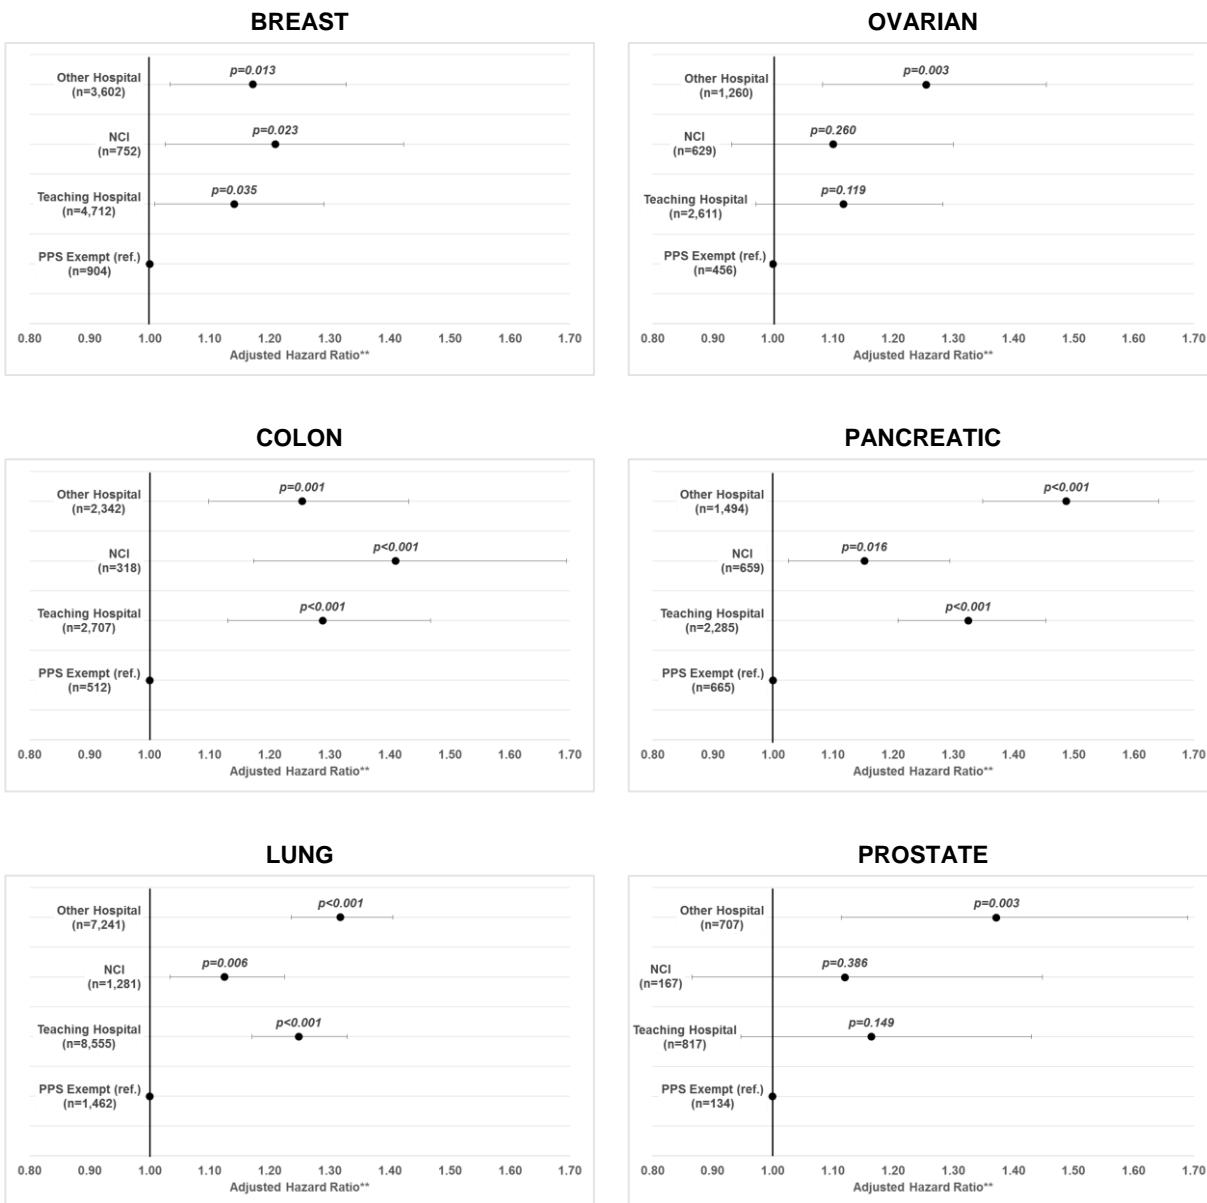 BREAST
Other Hospital
(n=3,602)
p=0.013
NCI
(n=752)
p=0.023
Teaching Hospital
(n=4,712)
p=0.035
PPS Exempt (ref.)
(n=904)
0.80 0.90 1.00 1.10 1.20 1.30 1.40 1.50 1.60 1.70
Adjusted Hazard Ratio**
OVARIAN
Other Hospital
(n=1,260)
p=0.003
NCI
(n=629)
p=0.260
Teaching Hospital
(n=2,611)
p=0.119
PPS Exempt (ref.)
(n=456)
0.80 0.90 1.00 1.10 1.20 1.30 1.40 1.50 1.60 1.70
Adjusted Hazard Ratio**
COLON
Other Hospital
(n=2,342)
p=0.001
NCI
(n=318)
p<0.001
Teaching Hospital
(n=2,707)
p<0.001
PPS Exempt (ref.)
(n=512)
0.80 0.90 1.00 1.10 1.20 1.30 1.40 1.50 1.60 1.70
Adjusted Hazard Ratio**
PANCREATIC
Other Hospital
(n=1,494)
p<0.001
NCI
(n=659)
p=0.016
Teaching Hospital
(n=2,285)
p<0.001
PPS Exempt (ref.)
(n=665)
0.80 0.90 1.00 1.10 1.20 1.30 1.40 1.50 1.60 1.70
Adjusted Hazard Ratio**
LUNG
Other Hospital
(n=7,241)
p<0.001
NCI
(n=1,281)
p=0.006
Teaching Hospital
(n=8,555)
p<0.001
PPS Exempt (ref.)
(n=1,462)
0.80 0.90 1.00 1.10 1.20 1.30 1.40 1.50 1.60 1.70
Adjusted Hazard Ratio**
PROSTATE
Other Hospital
(n=707)
p=0.003
NCI
(n=167)
p=0.386
Teaching Hospital
(n=817)
p=0.149
PPS Exempt (ref.)
(n=134)
0.80 0.90 1.00 1.10 1.20 1.30 1.40 1.50 1.60 1.70
Adjusted Hazard Ratio**